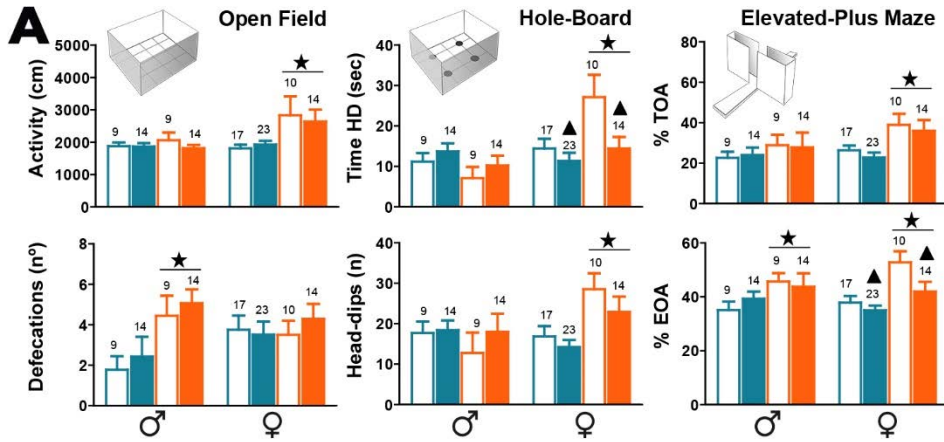 A
Open Field
Activity (cm)
5000
4000
3000
2000
1000
0
9 14 9 14 17 23 10 14
★
Hole-Board
Time HD (sec)
40
30
20
10
0
9 14 9 14 17 ▲ 23 10 ▲ 14
★
Elevated-Plus Maze
% TOA
80
60
40
20
0
9 14 9 14 17 23 10 14
★
Defecations (nº)
8
6
4
2
0
9 14 9 14 17 23 10 14
★
♂ ♀
Head-dips (n)
40
30
20
10
0
9 14 9 14 17 23 10 14
★
♂ ♀
% EOA
60
40
20
0
9 14 9 14 17 ▲ 23 10 ▲ 14
★ ★
♂ ♀